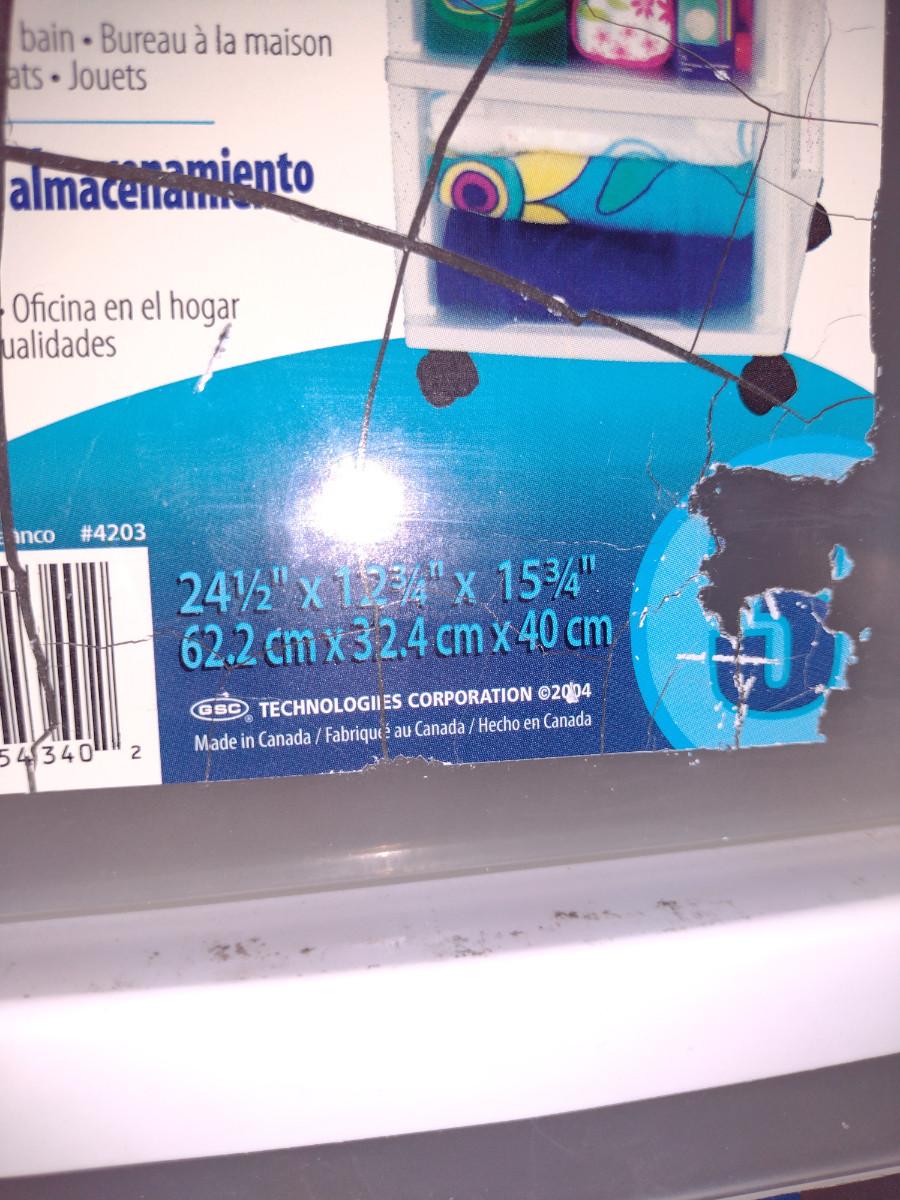 bain • Bureau à la maison
ats • Jouets
almacenamiento
• Oficina en el hogar
ualidades
anco #4203
24½" x 12¾" x 15¾"
62.2 cm x 32.4 cm x 40 cm
GSC® TECHNOLOGIES CORPORATION ©2004
Made in Canada / Fabriqué au Canada / Hecho en Canada
54340 2